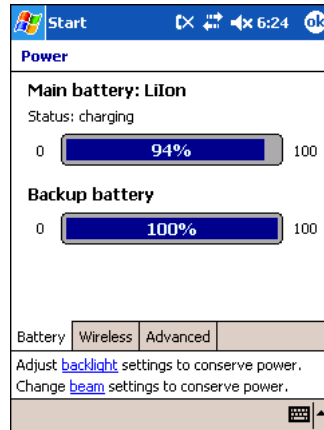 Start 6:24 ok
Power
Main battery: LiIon
Status: charging
0 94% 100
Backup battery
0 100% 100
Battery Wireless Advanced
Adjust backlight settings to conserve power.
Change beam settings to conserve power.